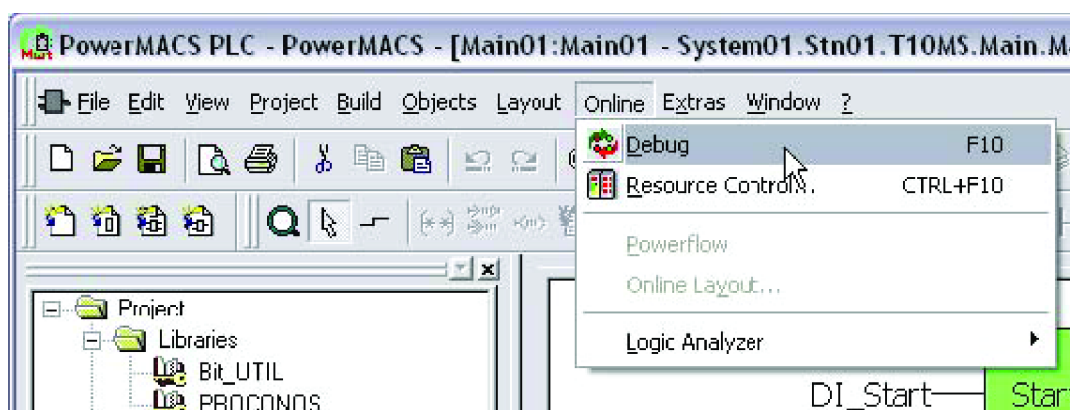 PowerMACS PLC - PowerMACS - [Main01:Main01 - System01.Stn01.T10MS.Main.M
File Edit View Project Build Objects Layout Online Extras Window ?
Debug F10
Resource Control... CTRL+F10
Powerflow
Online Layout...
Logic Analyzer
Project
Libraries
Bit_UTIL
PROCONOS
DI_Start
Start